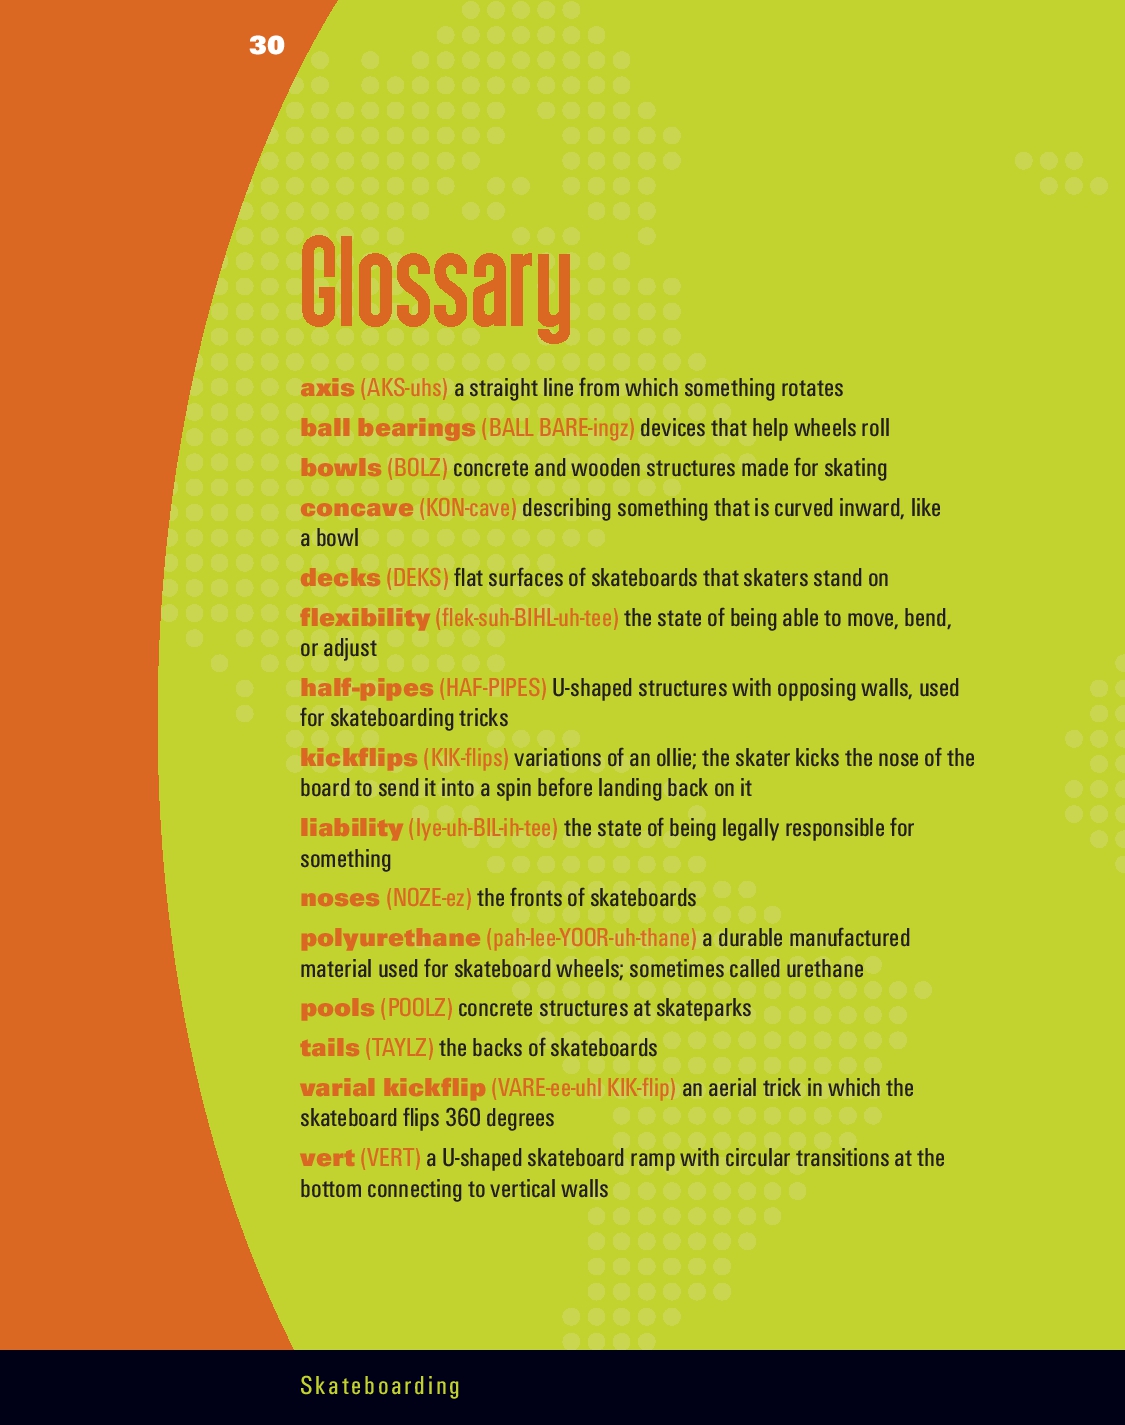 30
Glossary
axis (AKS-uhs) a straight line from which something rotates
ball bearings (BALL BARE-ingz) devices that help wheels roll
bowls (BOLZ) concrete and wooden structures made for skating
concave (KON-cave) describing something that is curved inward, like
a bowl
decks (DEKS) flat surfaces of skateboards that skaters stand on
flexibility (flek-suh-BIHL-uh-tee) the state of being able to move, bend,
or adjust
half-pipes (HAF-PIPES) U-shaped structures with opposing walls, used
for skateboarding tricks
kickflips (KIK-flips) variations of an ollie; the skater kicks the nose of the
board to send it into a spin before landing back on it
liability (lye-uh-BIL-ih-tee) the state of being legally responsible for
something
noses (NOZE-ez) the fronts of skateboards
polyurethane (pah-lee-YOOR-uh-thane) a durable manufactured
material used for skateboard wheels; sometimes called urethane
pools (POOLZ) concrete structures at skateparks
tails (TAYLZ) the backs of skateboards
varial kickflip (VARE-ee-uhl KIK-flip) an aerial trick in which the
skateboard flips 360 degrees
vert (VERT) a U-shaped skateboard ramp with circular transitions at the
bottom connecting to vertical walls
Skateboarding